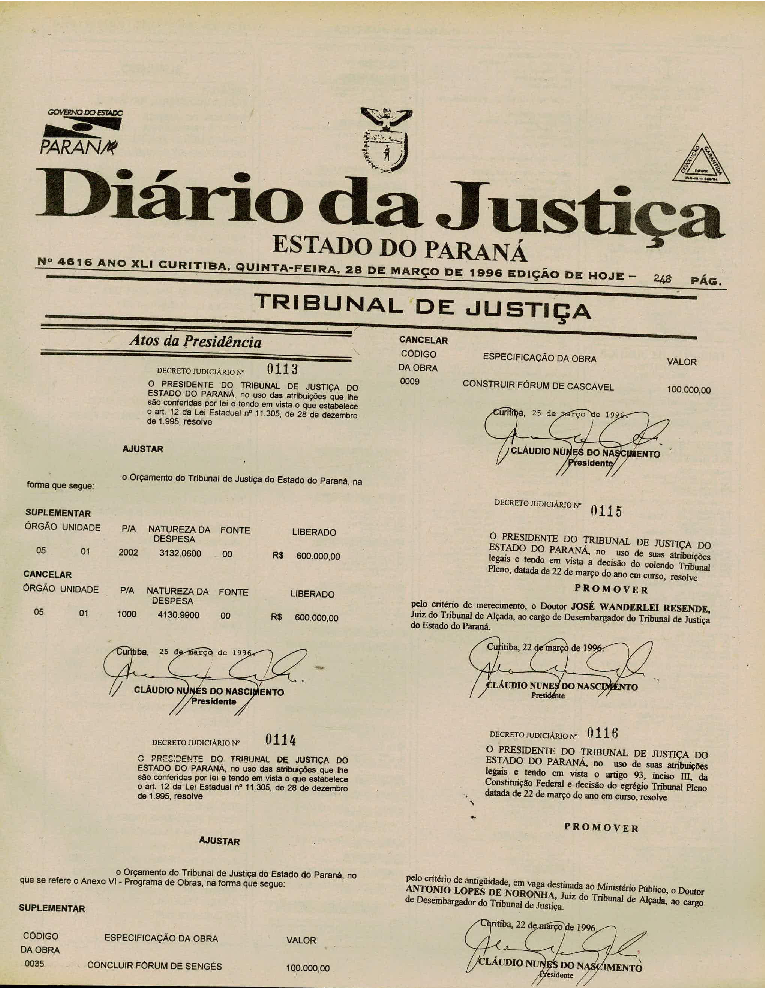 GOVERNO DO ESTADO
PARANÁ
Diário da Justiça
ESTADO DO PARANÁ
Nº 4616 ANO XLI CURITIBA, QUINTA-FEIRA, 28 DE MARÇO DE 1996 EDIÇÃO DE HOJE – 248 PÁG.
TRIBUNAL DE JUSTIÇA
Atos da Presidência
DECRETO JUDICIÁRIO Nº 0113
O PRESIDENTE DO TRIBUNAL DE JUSTIÇA DO
ESTADO DO PARANÁ, no uso das atribuições que lhe
são conferidas por lei e tendo em vista o que estabelece
o art. 12 da Lei Estadual nº 11.305, de 28 de dezembro
de 1.995, resolve
AJUSTAR
o Orçamento do Tribunal de Justiça do Estado do Paraná, na
forma que segue:
SUPLEMENTAR
ÓRGÃO UNIDADE P/A NATUREZA DA FONTE LIBERADO
DESPESA
05 01 2002 3132.0600 00 R$ 600.000,00
CANCELAR
ÓRGÃO UNIDADE P/A NATUREZA DA FONTE LIBERADO
DESPESA
05 01 1000 4130.9900 00 R$ 600.000,00
Curitiba, 25 de março de 1996
CLÁUDIO NUNES DO NASCIMENTO
Presidente
DECRETO JUDICIÁRIO Nº 0114
O PRESIDENTE DO TRIBUNAL DE JUSTIÇA DO
ESTADO DO PARANÁ, no uso das atribuições que lhe
são conferidas por lei e tendo em vista o que estabelece
o art. 12 da Lei Estadual nº 11.305, de 28 de dezembro
de 1.995, resolve
AJUSTAR
o Orçamento do Tribunal de Justiça do Estado do Paraná, no
que se refere o Anexo VI - Programa de Obras, na forma que segue:
SUPLEMENTAR
CÓDIGO ESPECIFICAÇÃO DA OBRA VALOR
DA OBRA
0035 CONCLUIR FÓRUM DE SENGES 100.000,00
CANCELAR
CÓDIGO ESPECIFICAÇÃO DA OBRA VALOR
DA OBRA
0009 CONSTRUIR FÓRUM DE CASCAVEL 100.000,00
Curitiba, 25 de março de 1996
CLÁUDIO NUNES DO NASCIMENTO
Presidente
DECRETO JUDICIÁRIO Nº 0115
O PRESIDENTE DO TRIBUNAL DE JUSTIÇA DO
ESTADO DO PARANÁ, no uso de suas atribuições
legais e tendo em vista a decisão do colendo Tribunal
Pleno, datada de 22 de março do ano em curso, resolve
PROMOVER
pelo critério de merecimento, o Doutor JOSÉ WANDERLEI RESENDE,
Juiz do Tribunal de Alçada, ao cargo de Desembargador do Tribunal de Justiça
do Estado do Paraná.
Curitiba, 22 de março de 1996
CLÁUDIO NUNES DO NASCIMENTO
Presidente
DECRETO JUDICIÁRIO Nº 0116
O PRESIDENTE DO TRIBUNAL DE JUSTIÇA DO
ESTADO DO PARANÁ, no uso de suas atribuições
legais e tendo em vista o artigo 93, inciso III, da
Constituição Federal e decisão do egrégio Tribunal Pleno
datada de 22 de março do ano em curso, resolve
PROMOVER
pelo critério de antigüidade, em vaga destinada ao Ministério Público, o Doutor
ANTONIO LOPES DE NORONHA, Juiz do Tribunal de Alçada, ao cargo
de Desembargador do Tribunal de Justiça.
Curitiba, 22 de março de 1996
CLÁUDIO NUNES DO NASCIMENTO
Presidente